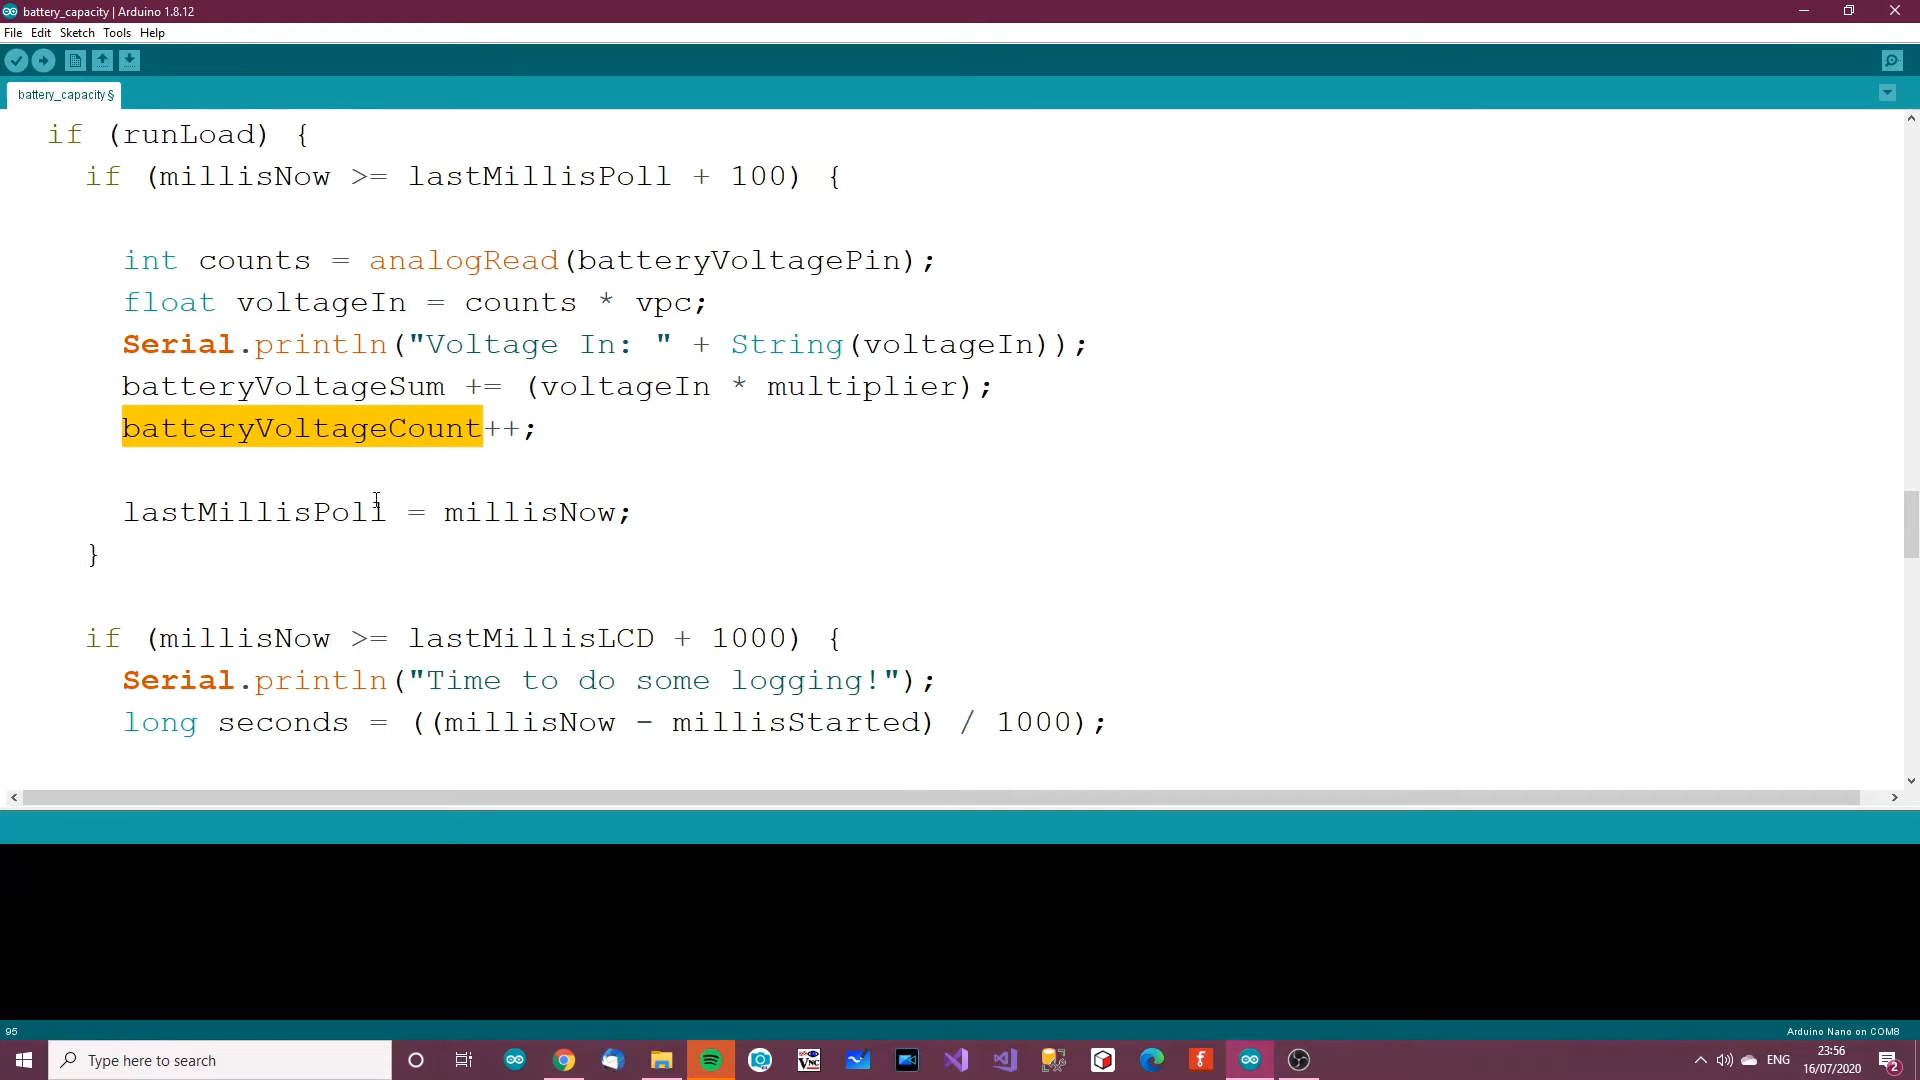 battery_capacity | Arduino 1.8.12
File Edit Sketch Tools Help
battery_capacity §
if (runLoad) {
if (millisNow >= lastMillisPoll + 100) {
int counts = analogRead(batteryVoltagePin);
float voltageIn = counts * vpc;
Serial.println("Voltage In: " + String(voltageIn));
batteryVoltageSum += (voltageIn * multiplier);
batteryVoltageCount++;
lastMillisPoll = millisNow;
}
if (millisNow >= lastMillisLCD + 1000) {
Serial.println("Time to do some logging!");
long seconds = ((millisNow - millisStarted) / 1000);
95
Arduino Nano on COM8
Type here to search
ENG
23:56
16/07/2020
2